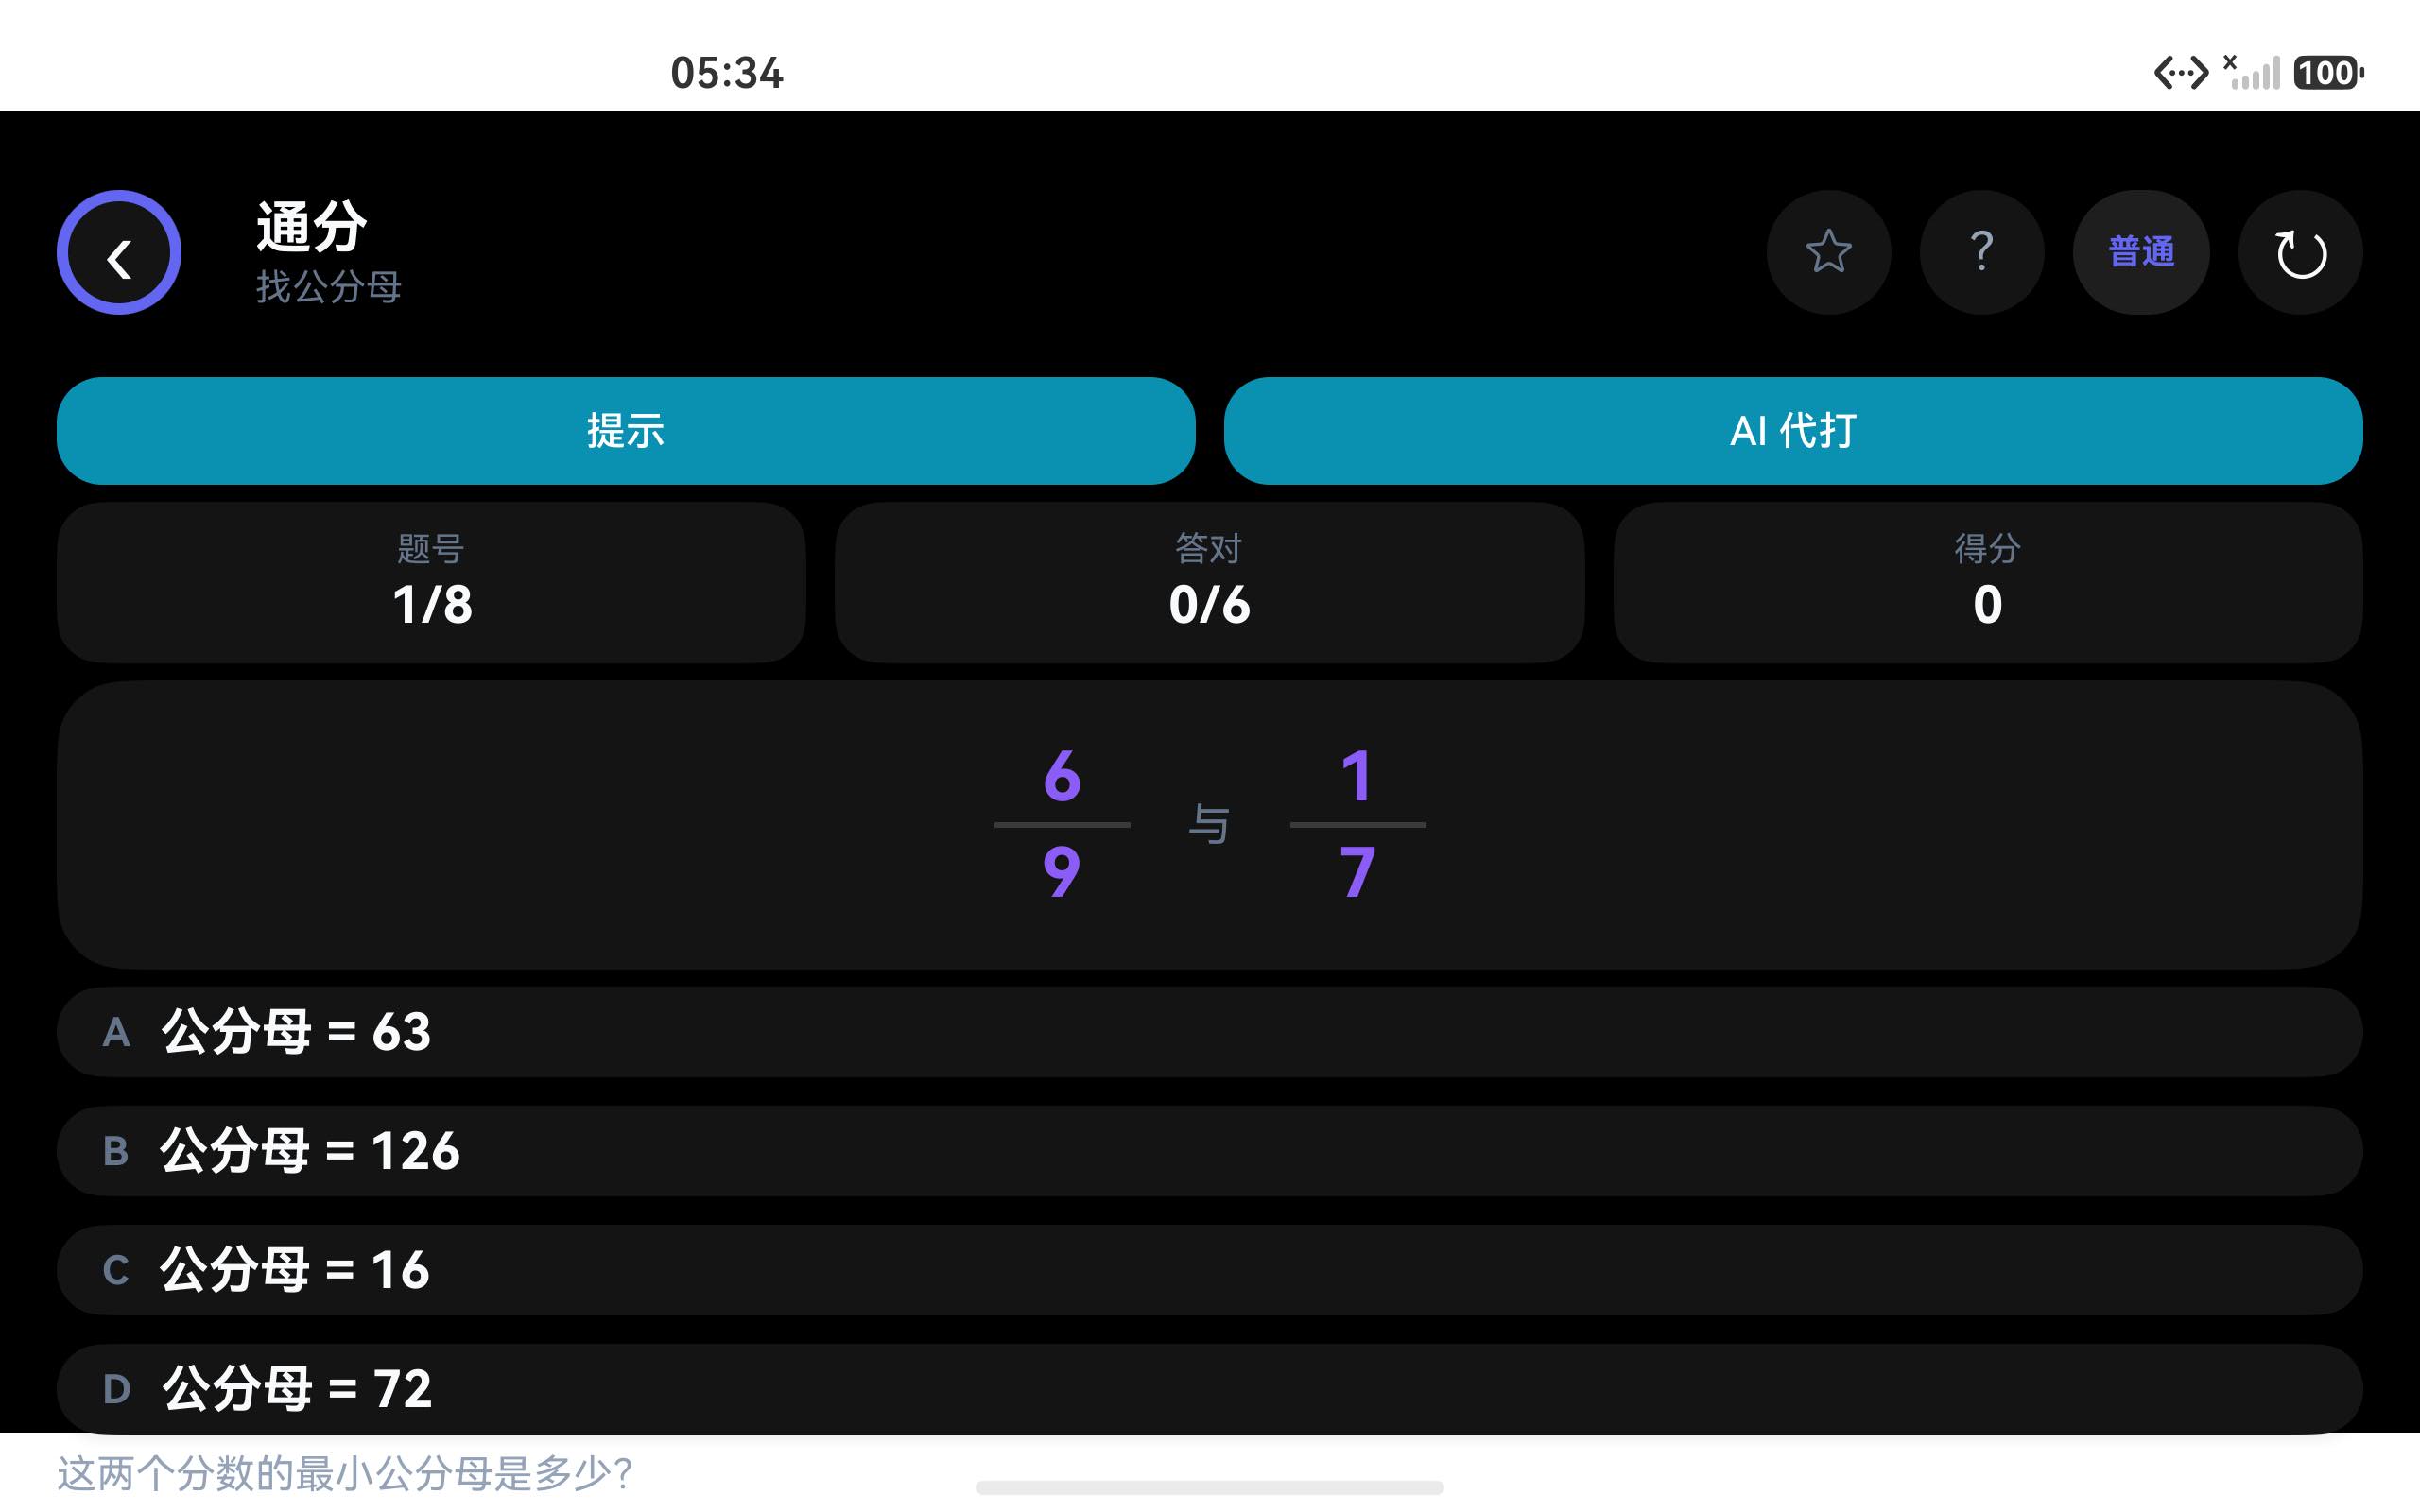 05:34
100
通分
找公分母
?
普通
提示
AI 代打
题号
1/8
答对
0/6
得分
0
6
9
与
1
7
A 公分母 = 63
B 公分母 = 126
C 公分母 = 16
D 公分母 = 72
这两个分数的最小公分母是多少?